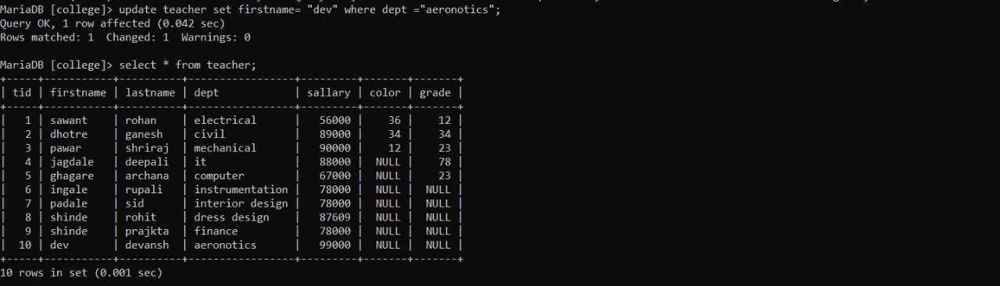 MariaDB [college]> update teacher set firstname= "dev" where dept ="aeronotics";
Query OK, 1 row affected (0.042 sec)
Rows matched: 1  Changed: 1  Warnings: 0
MariaDB [college]> select * from teacher;
+-----+-----------+----------+-----------------+---------+-------+-------+
| tid | firstname | lastname | dept            | sallary | color | grade |
+-----+-----------+----------+-----------------+---------+-------+-------+
|   1 | sawant    | rohan    | electrical      |   56000 |    36 |    12 |
|   2 | dhotre    | ganesh   | civil           |   89000 |    34 |    34 |
|   3 | pawar     | shriraj  | mechanical      |   90000 |    12 |    23 |
|   4 | jagdale   | deepali  | it              |   88000 |  NULL |    78 |
|   5 | ghagare   | archana  | computer        |   67000 |  NULL |    23 |
|   6 | ingale    | rupali   | instrumentation |   78000 |  NULL |  NULL |
|   7 | padale    | sid      | interior design |   78000 |  NULL |  NULL |
|   8 | shinde    | rohit    | dress design    |   87609 |  NULL |  NULL |
|   9 | shinde    | prajkta  | finance         |   78000 |  NULL |  NULL |
|  10 | dev       | devansh  | aeronotics      |   99000 |  NULL |  NULL |
+-----+-----------+----------+-----------------+---------+-------+-------+
10 rows in set (0.001 sec)